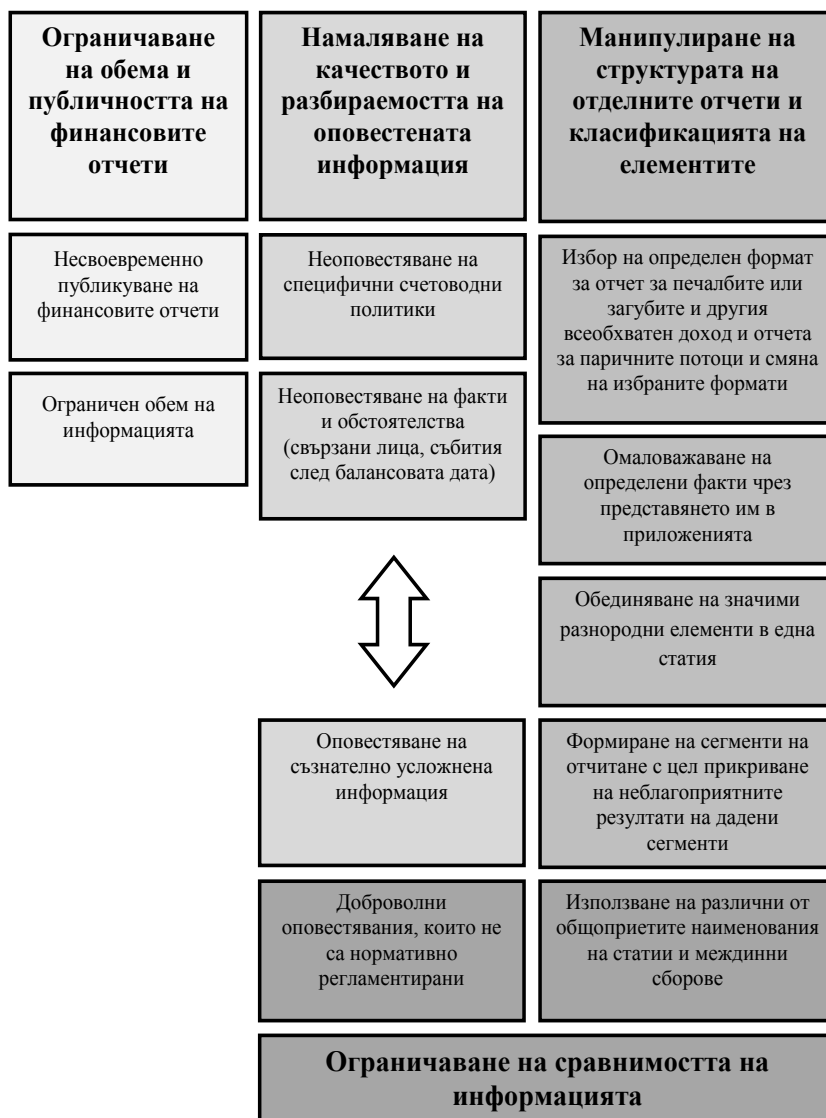 Ограничаване
на обема и
публичността на
финансовите
отчети
Несвоевременно
публикуване на
финансовите отчети
Ограничен обем на
информацията
Намаляване на
качеството и
разбираемостта на
оповестената
информация
Неоповестяване на
специфични счетоводни
политики
Неоповестяване на факти
и обстоятелства
(свързани лица, събития
след балансовата дата)
Оповестяване на
съзнателно усложнена
информация
Доброволни
оповестявания, които не
са нормативно
регламентирани
Манипулиране на
структурата на
отделните отчети и
класификацията на
елементите
Избор на определен формат
за отчет за печалбите или
загубите и другия
всеобхватен доход и отчета
за паричните потоци и смяна
на избраните формати
Омаловажаване на
определени факти чрез
представянето им в
приложенията
Обединяване на значими
разнородни елементи в една
статия
Формиране на сегменти на
отчитане с цел прикриване
на неблагоприятните
резултати на дадени
сегменти
Използване на различни от
общоприетите наименования
на статии и междинни
сборове
Ограничаване на сравнимостта на
информацията